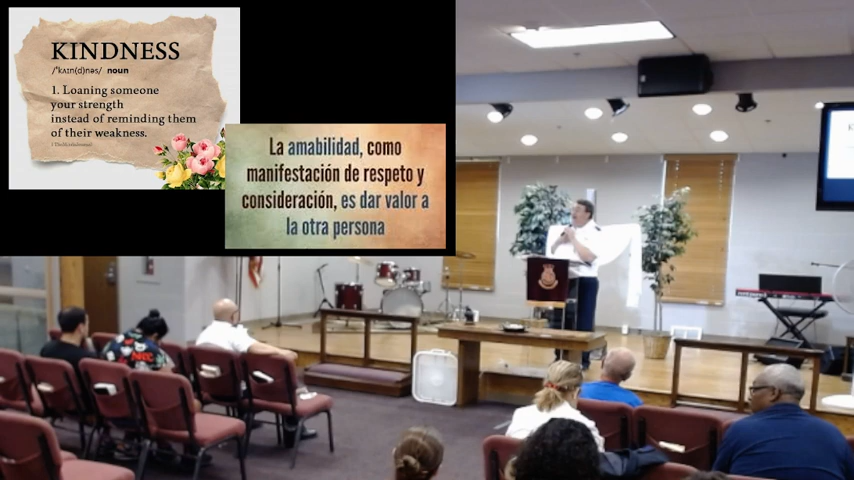 KINDNESS
/'kaɪn(d)nəs/ noun
1. Loaning someone
your strength
instead of reminding them
of their weakness.
La amabilidad, como
manifestación de respeto y
consideración, es dar valor a
la otra persona